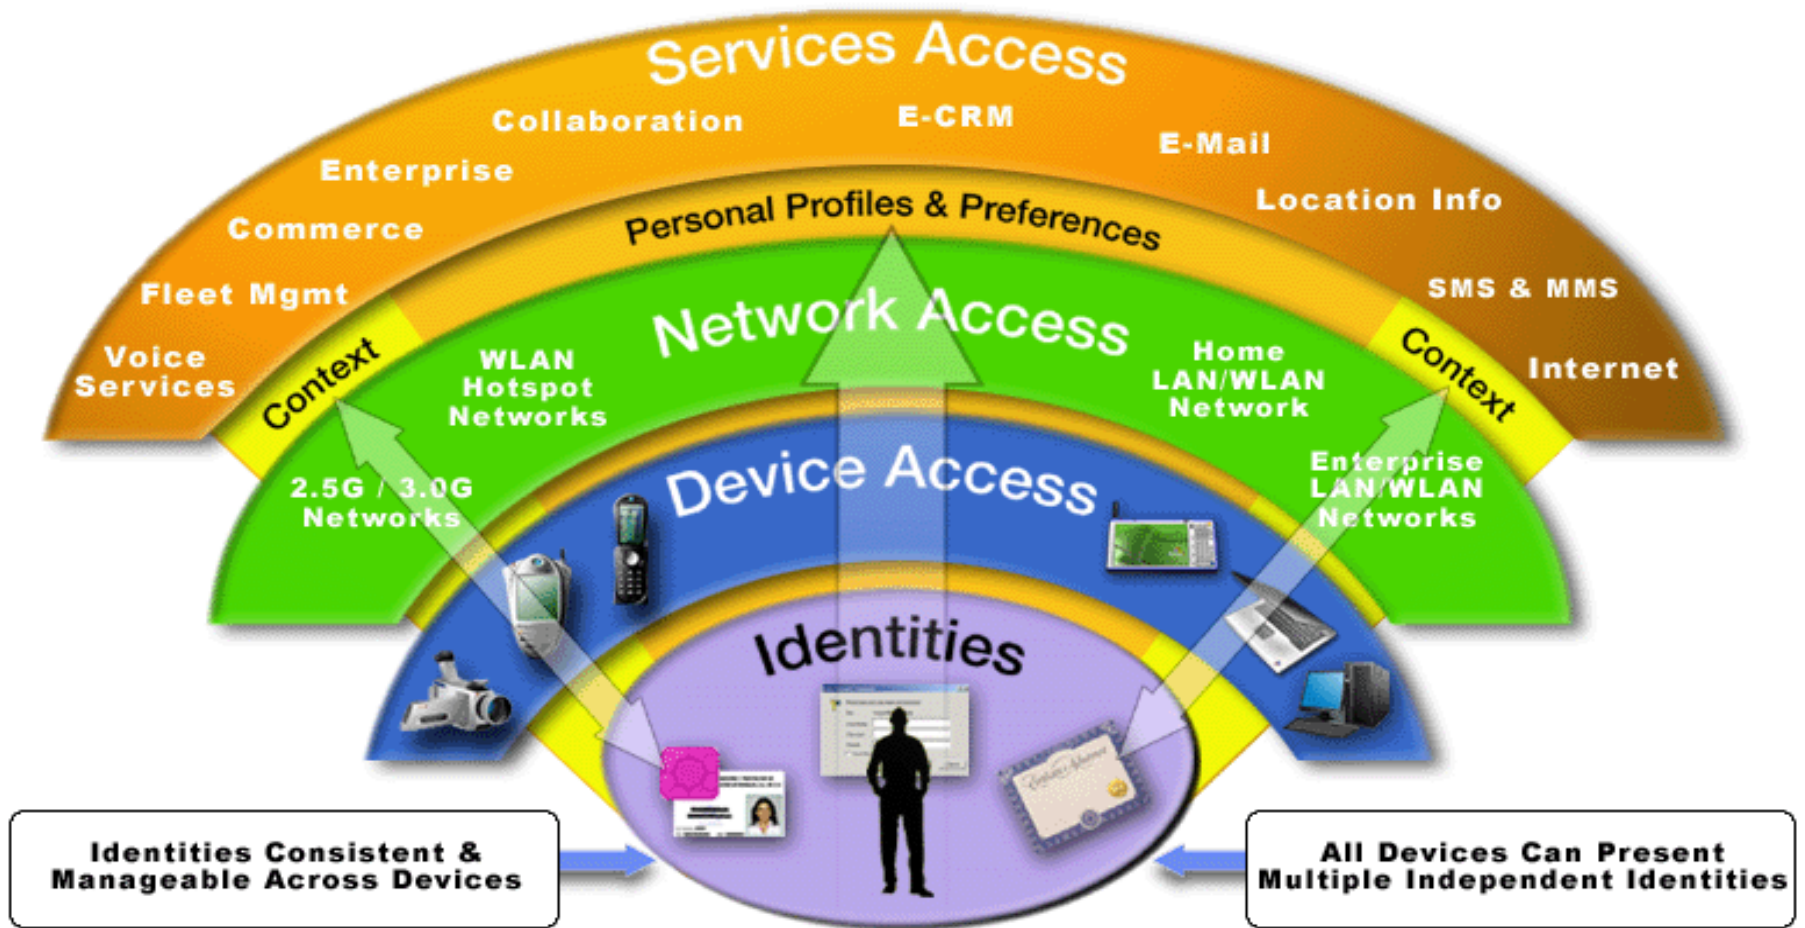 Services Access
Collaboration
E-CRM
E-Mail
Enterprise
Location Info
Commerce
Fleet Mgmt
SMS & MMS
Voice
Services
Internet
Personal Profiles & Preferences
Context
Context
Network Access
WLAN
Hotspot
Networks
Home
LAN/WLAN
Network
2.5G / 3.0G
Networks
Enterprise
LAN/WLAN
Networks
Device Access
Identities
Identities Consistent &
Manageable Across Devices
All Devices Can Present
Multiple Independent Identities